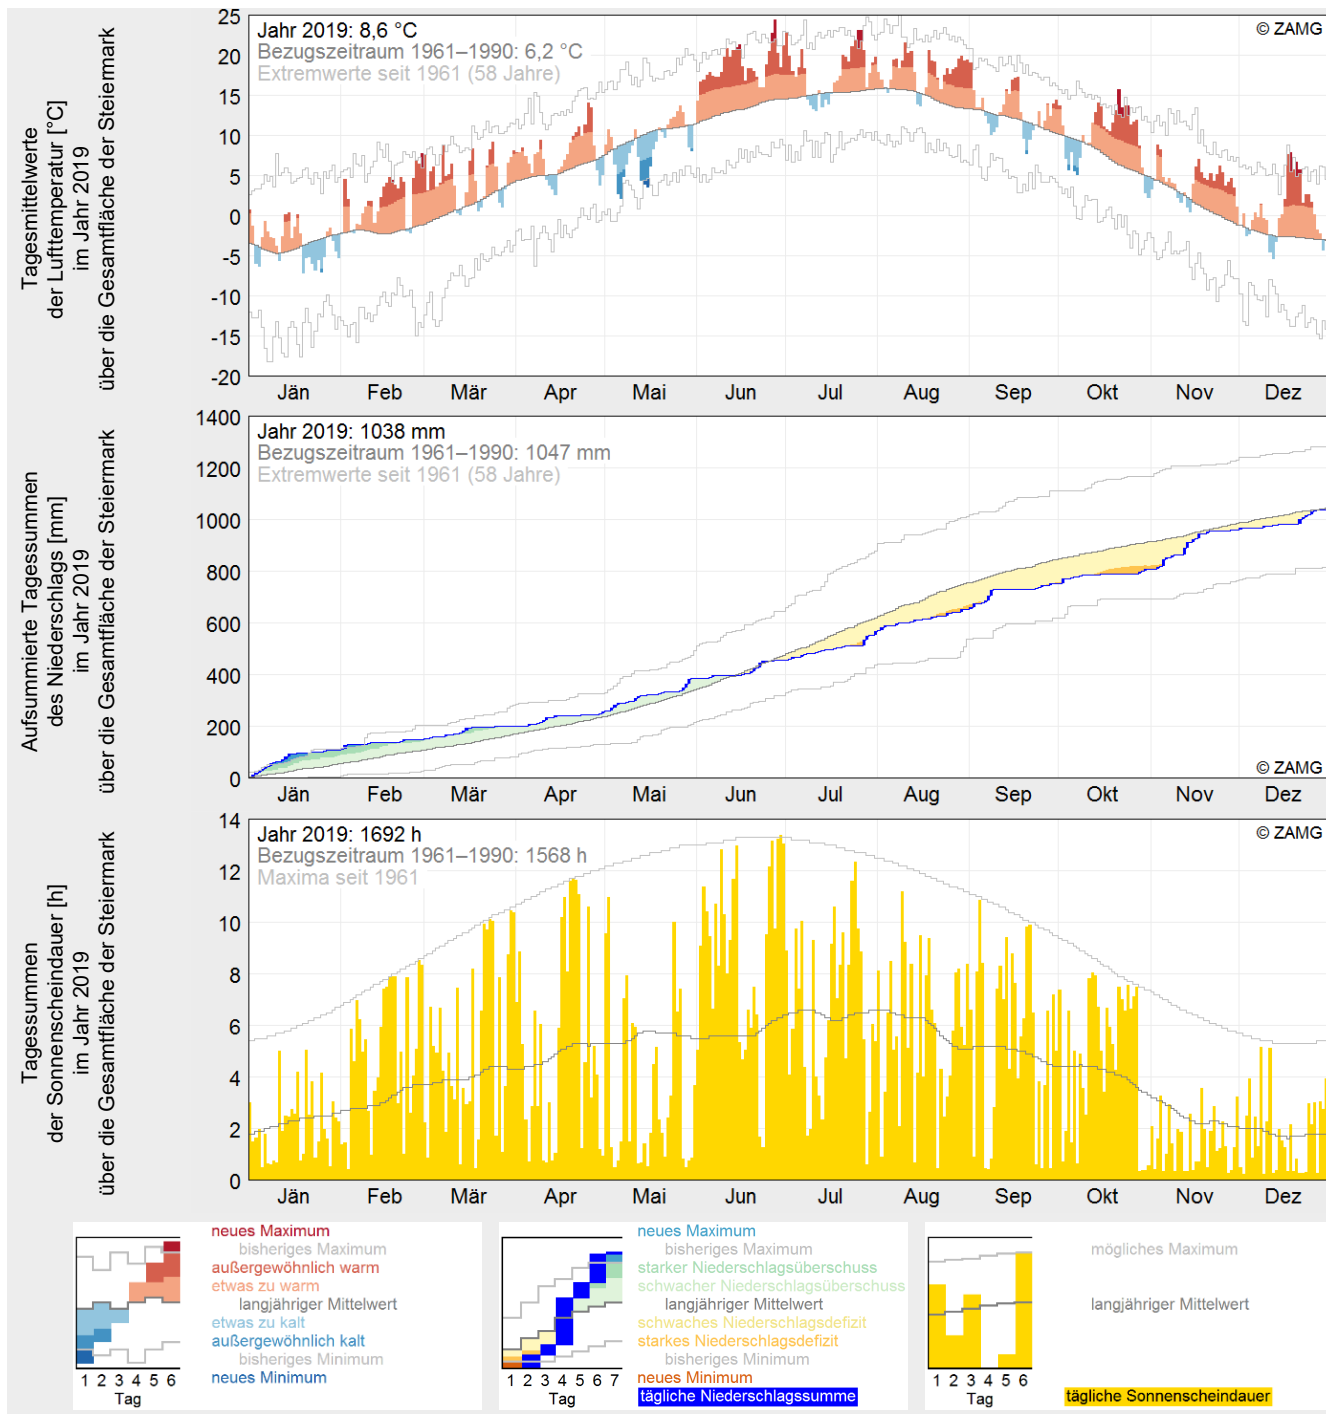 Tagesmittelwerte
der Lufttemperatur [°C]
im Jahr 2019
über die Gesamtfläche der Steiermark
25
20
15
10
5
0
-5
-10
-15
-20
Jahr 2019: 8,6 °C
Bezugszeitraum 1961–1990: 6,2 °C
Extremwerte seit 1961 (58 Jahre)
© ZAMG
Jän Feb Mär Apr Mai Jun Jul Aug Sep Okt Nov Dez
Aufsummierte Tagessummen
des Niederschlags [mm]
im Jahr 2019
über die Gesamtfläche der Steiermark
1400
1200
1000
800
600
400
200
0
Jahr 2019: 1038 mm
Bezugszeitraum 1961–1990: 1047 mm
Extremwerte seit 1961 (58 Jahre)
© ZAMG
Jän Feb Mär Apr Mai Jun Jul Aug Sep Okt Nov Dez
Tagessummen
der Sonnenscheindauer [h]
im Jahr 2019
über die Gesamtfläche der Steiermark
14
12
10
8
6
4
2
0
Jahr 2019: 1692 h
Bezugszeitraum 1961–1990: 1568 h
Maxima seit 1961
© ZAMG
Jän Feb Mär Apr Mai Jun Jul Aug Sep Okt Nov Dez
neues Maximum
bisheriges Maximum
außergewöhnlich warm
etwas zu warm
langjähriger Mittelwert
etwas zu kalt
außergewöhnlich kalt
bisheriges Minimum
neues Minimum
1 2 3 4 5 6
Tag
neues Maximum
bisheriges Maximum
starker Niederschlagsüberschuss
schwacher Niederschlagsüberschuss
langjähriger Mittelwert
schwaches Niederschlagsdefizit
starkes Niederschlagsdefizit
bisheriges Minimum
neues Minimum
tägliche Niederschlagssumme
1 2 3 4 5 6 7
Tag
mögliches Maximum
langjähriger Mittelwert
tägliche Sonnenscheindauer
1 2 3 4 5 6
Tag